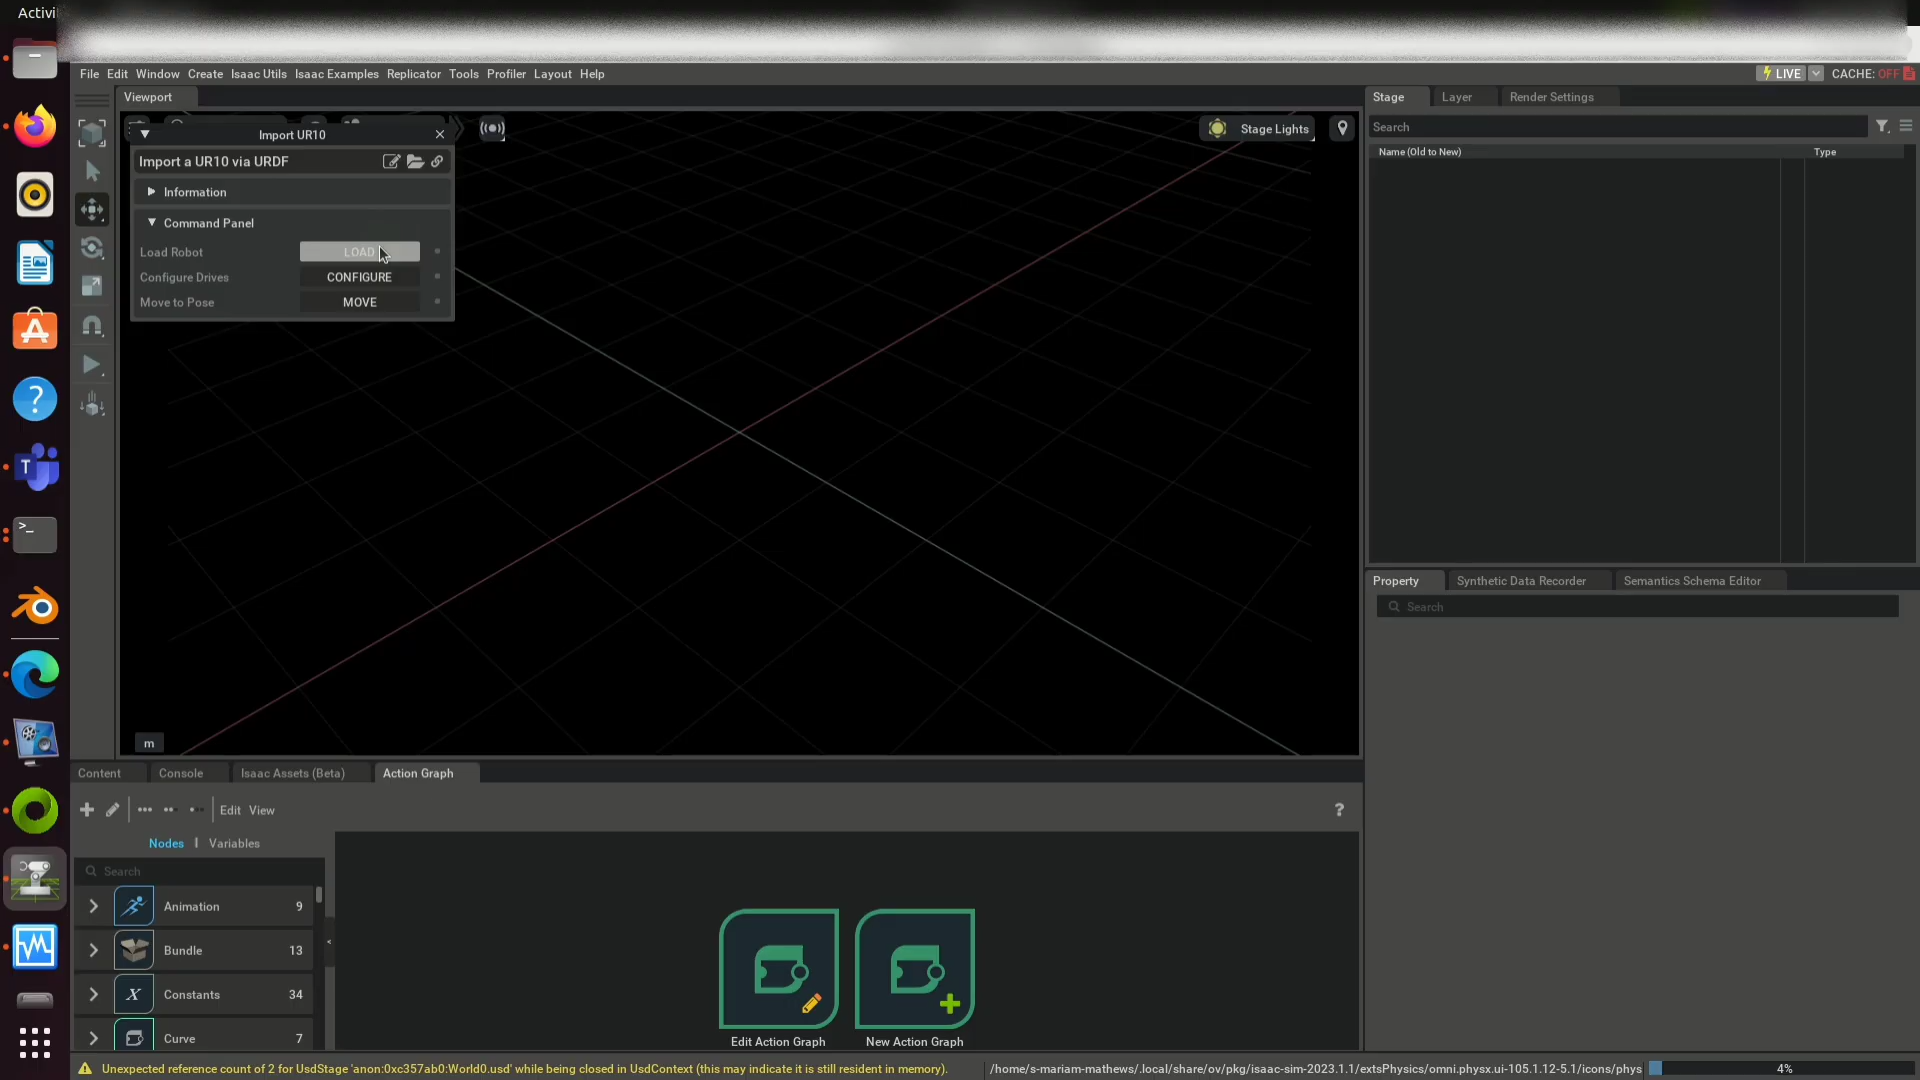 Activi
File Edit Window Create Isaac Utils Isaac Examples Replicator Tools Profiler Layout Help
LIVE
CACHE: OFF
Viewport
Stage Layer Render Settings
Import UR10
Stage Lights
Search
Import a UR10 via URDF
Name (Old to New) Type
Information
Command Panel
Load Robot LOAD
Configure Drives CONFIGURE
Move to Pose MOVE
Property Synthetic Data Recorder Semantics Schema Editor
Search
m
Content Console Isaac Assets (Beta) Action Graph
Edit View
?
Nodes Variables
Search
Animation 9
Bundle 13
Constants 34
X
Curve 7
Edit Action Graph New Action Graph
Unexpected reference count of 2 for UsdStage 'anon:0xc357ab0:World0.usd' while being closed in UsdContext (this may indicate it is still resident in memory).
/home/s-mariam-mathews/.local/share/ov/pkg/isaac-sim-2023.1.1/extsPhysics/omni.physx.ui-105.1.12-5.1/icons/phys
4%